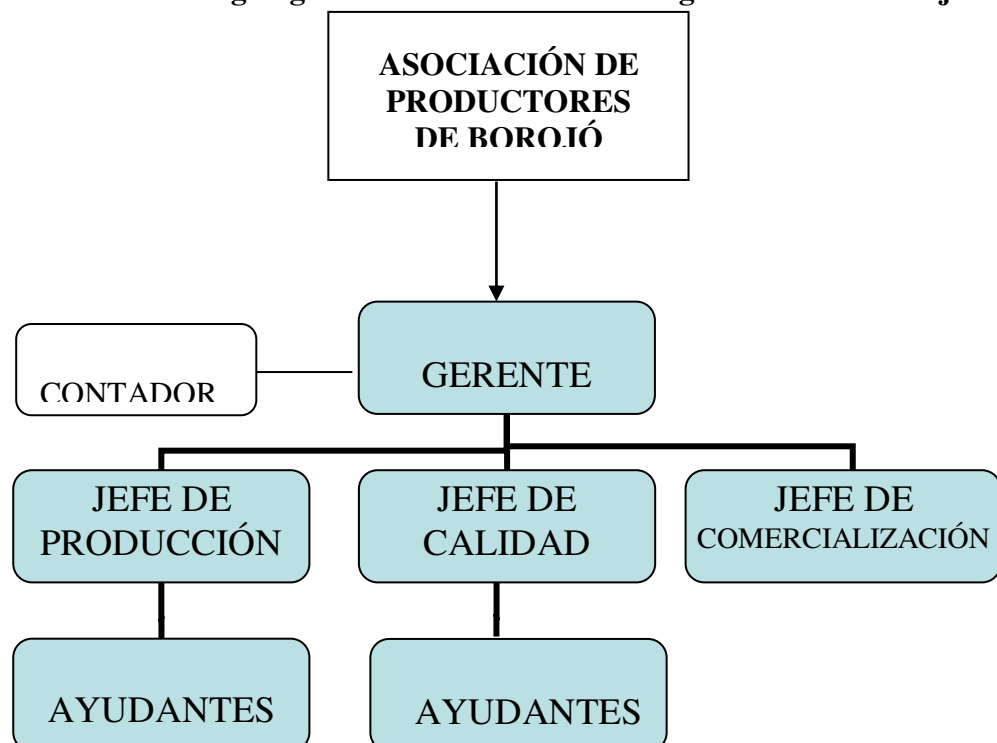 ASOCIACIÓN DE
PRODUCTORES
DE BOROJÓ
GERENTE
CONTADOR
JEFE DE
PRODUCCIÓN
JEFE DE
CALIDAD
JEFE DE
COMERCIALIZACIÓN
AYUDANTES
AYUDANTES